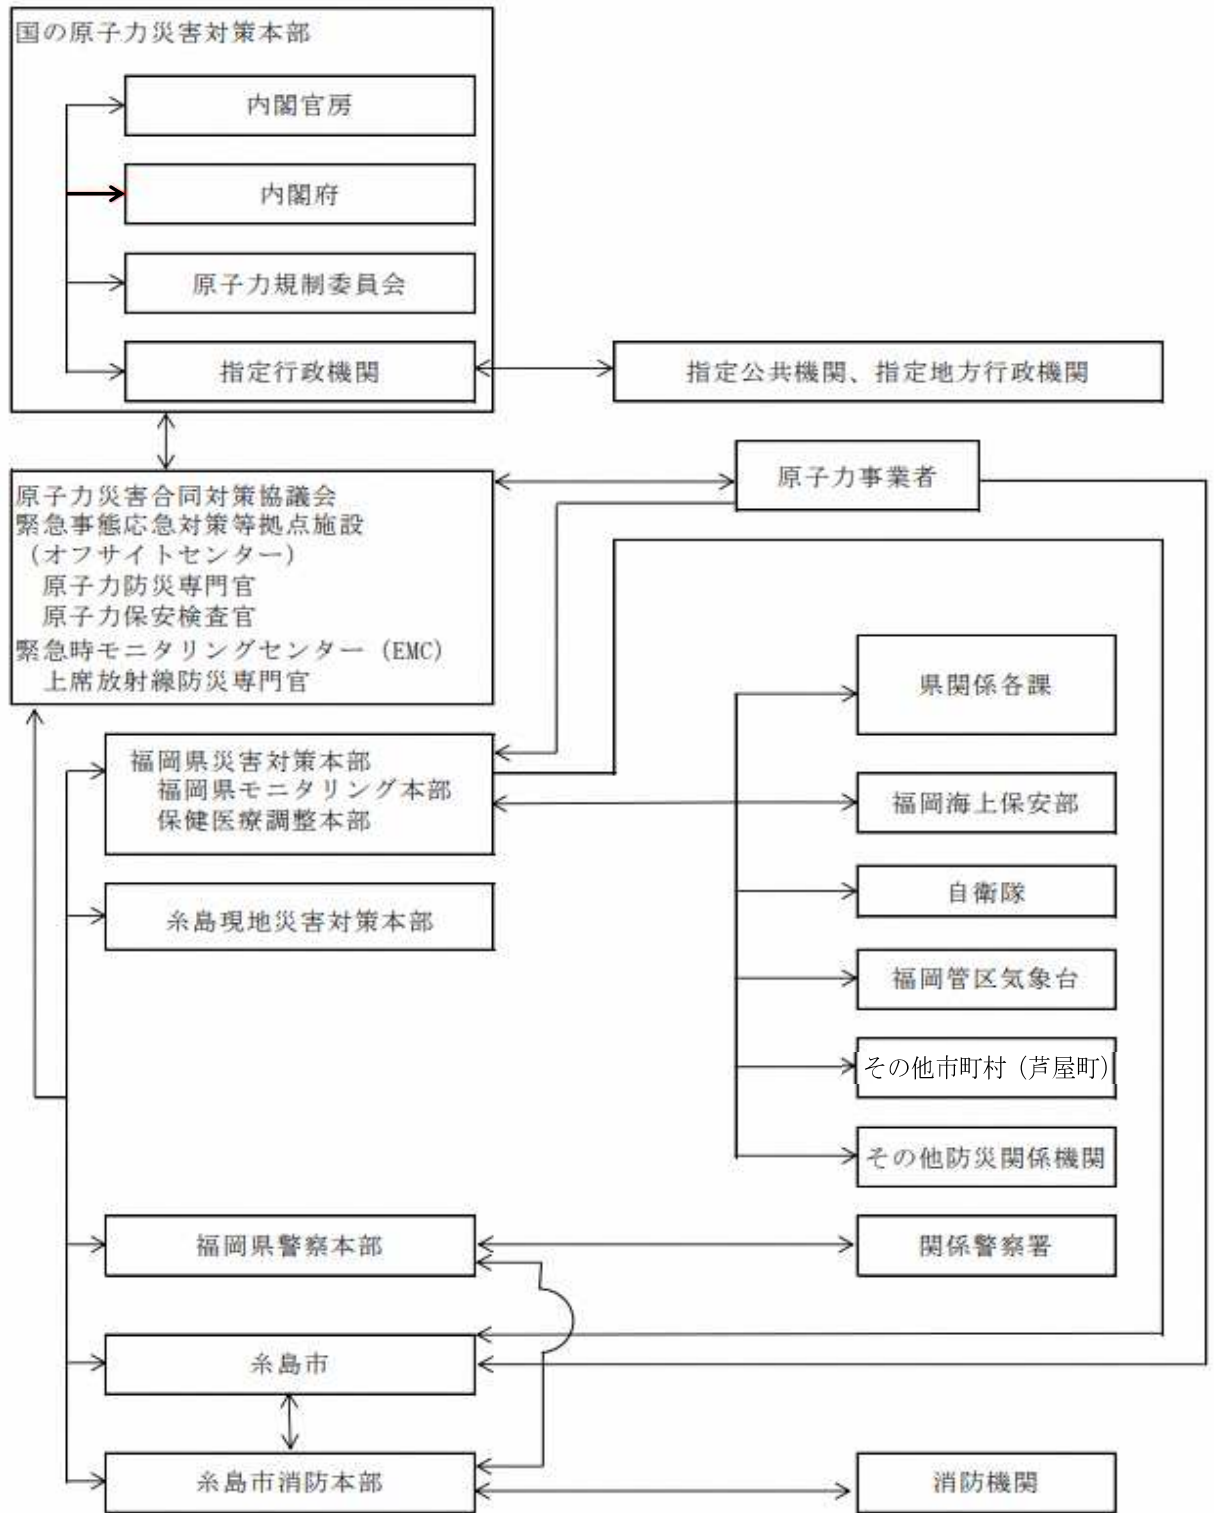 国の原子力災害対策本部
内閣官房
内閣府
原子力規制委員会
指定行政機関
指定公共機関、指定地方行政機関
原子力事業者
原子力災害合同対策協議会
緊急事態応急対策等拠点施設
（オフサイトセンター）
原子力防災専門官
原子力保安検査官
緊急時モニタリングセンター（EMC）
上席放射線防災専門官
福岡県災害対策本部
福岡県モニタリング本部
保健医療調整本部
糸島現地災害対策本部
県関係各課
福岡海上保安部
自衛隊
福岡管区気象台
その他市町村（芦屋町）
その他防災関係機関
福岡県警察本部
関係警察署
糸島市
糸島市消防本部
消防機関